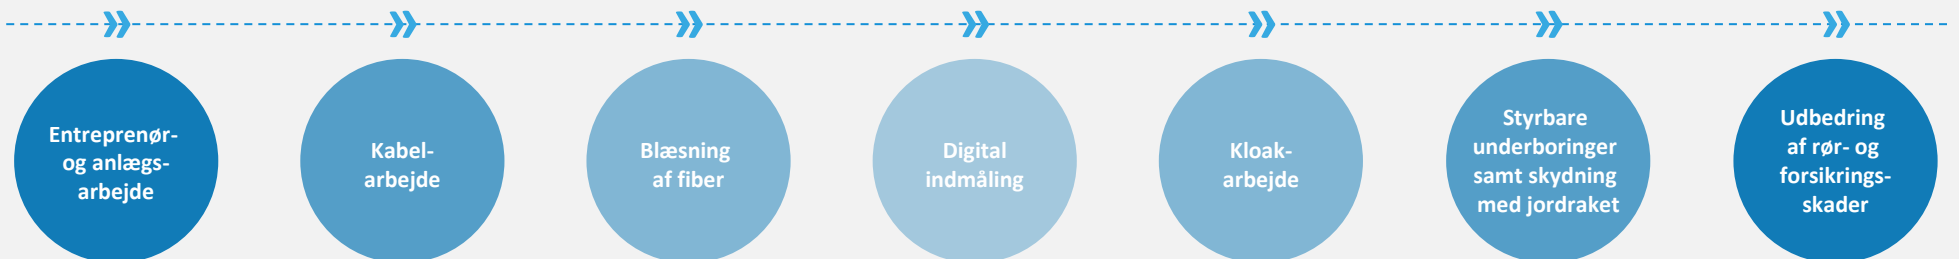 Entreprenør-
og anlægs-
arbejde
Kabel-
arbejde
Blæsning
af fiber
Digital
indmåling
Kloak-
arbejde
Styrbare
underboringer
samt skydning
med jordraket
Udbedring
af rør- og
forsikrings-
skader